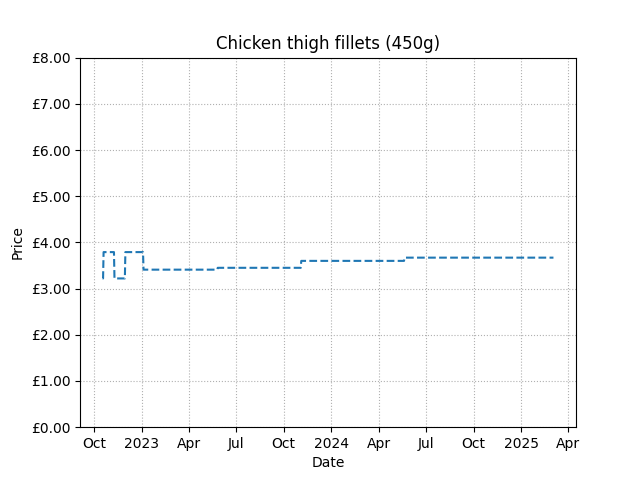 Chicken thigh fillets (450g)
£8.00
£7.00
£6.00
£5.00
£4.00
£3.00
£2.00
£1.00
£0.00
Price
Oct 2023 Apr Jul Oct 2024 Apr Jul Oct 2025 Apr
Date